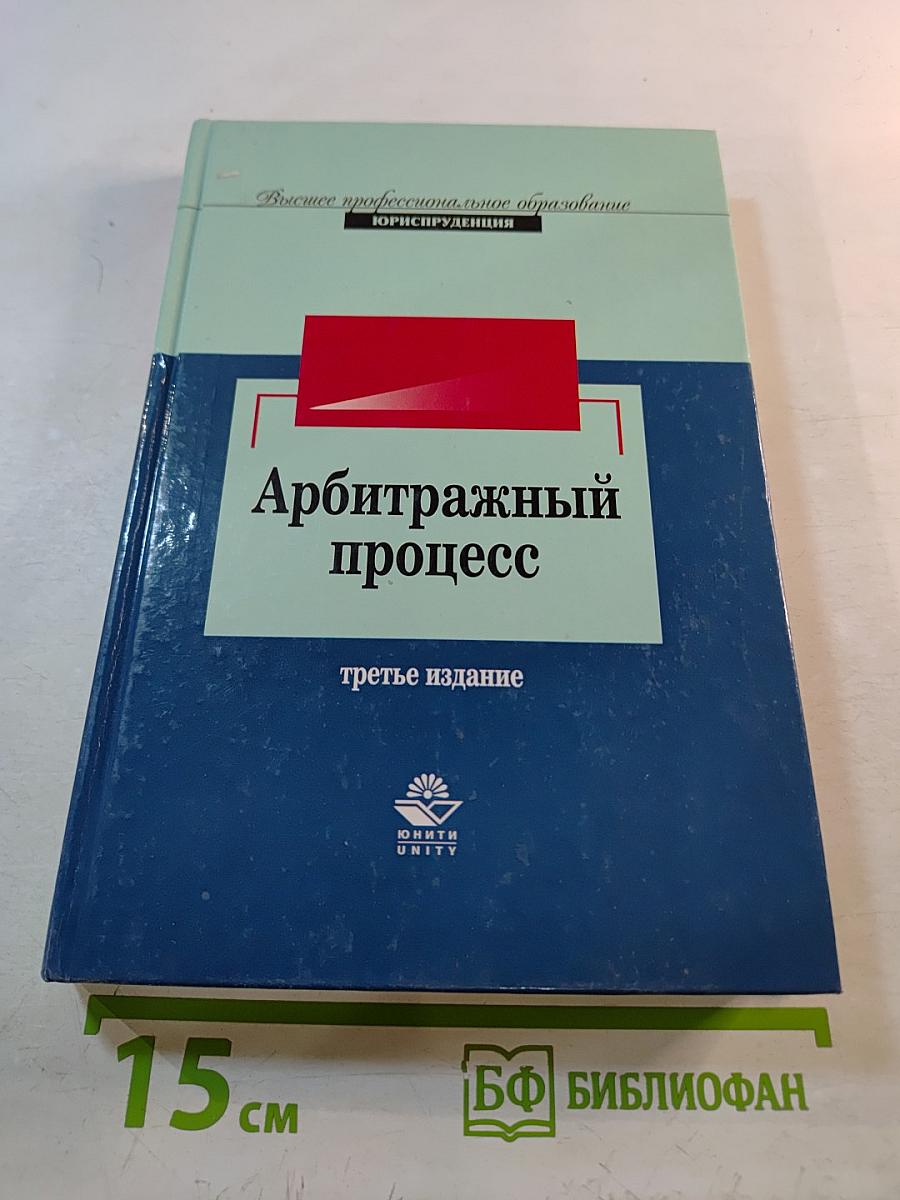 Высшее профессиональное образование
ЮРИСПРУДЕНЦИЯ
Арбитражный
процесс
третье издание
ЮНИТИ
UNITY
15 см
БФ БИБЛИОФАН